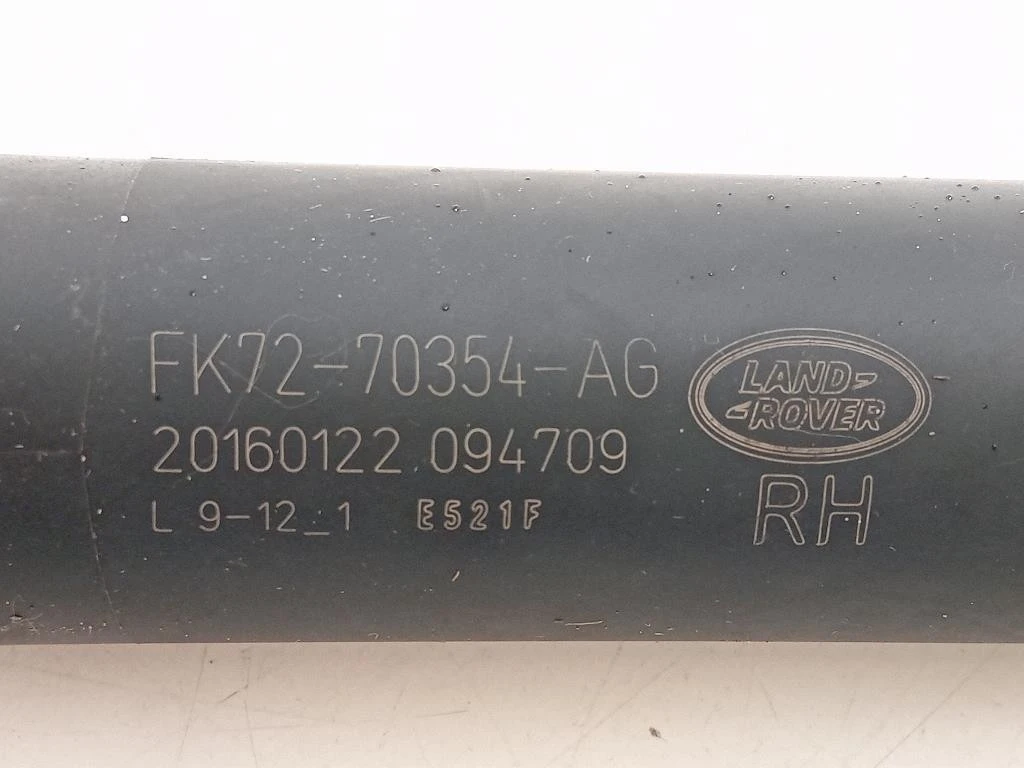 FK72-70354-AG
20160122 094709
L 9-12_1 E521F
LAND-
-ROVER
RH